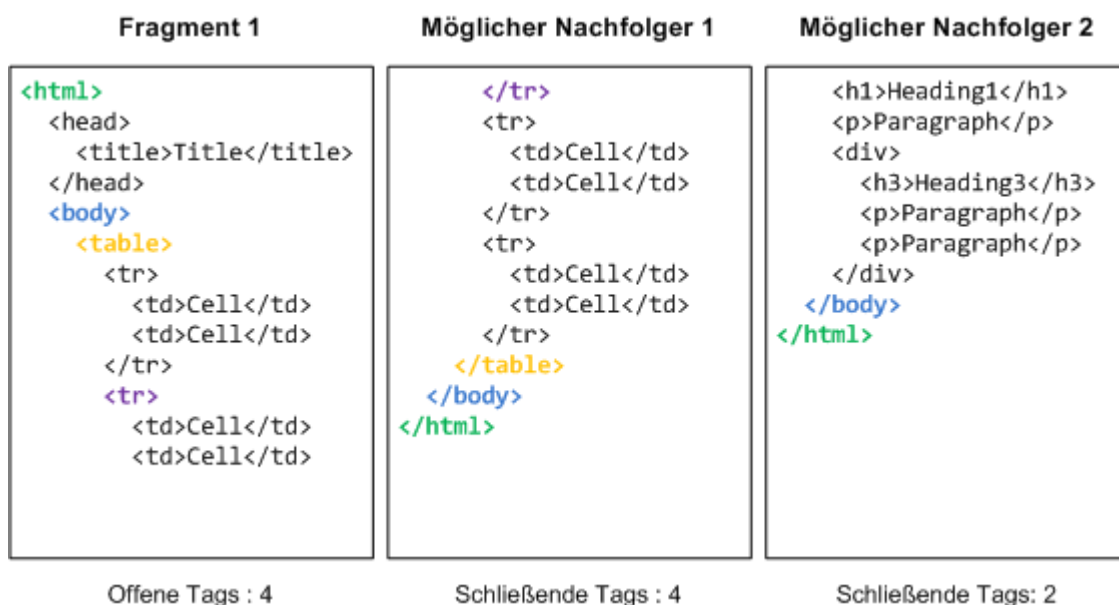 Fragment 1
<html>
<head>
<title>Title</title>
</head>
<body>
<table>
<tr>
<td>Cell</td>
<td>Cell</td>
</tr>
<tr>
<td>Cell</td>
<td>Cell</td>
Offene Tags : 4
Möglicher Nachfolger 1
</tr>
<tr>
<td>Cell</td>
<td>Cell</td>
</tr>
<tr>
<td>Cell</td>
<td>Cell</td>
</tr>
</table>
</body>
</html>
Schließende Tags : 4
Möglicher Nachfolger 2
<h1>Heading1</h1>
<p>Paragraph</p>
<div>
<h3>Heading3</h3>
<p>Paragraph</p>
<p>Paragraph</p>
</div>
</body>
</html>
Schließende Tags: 2